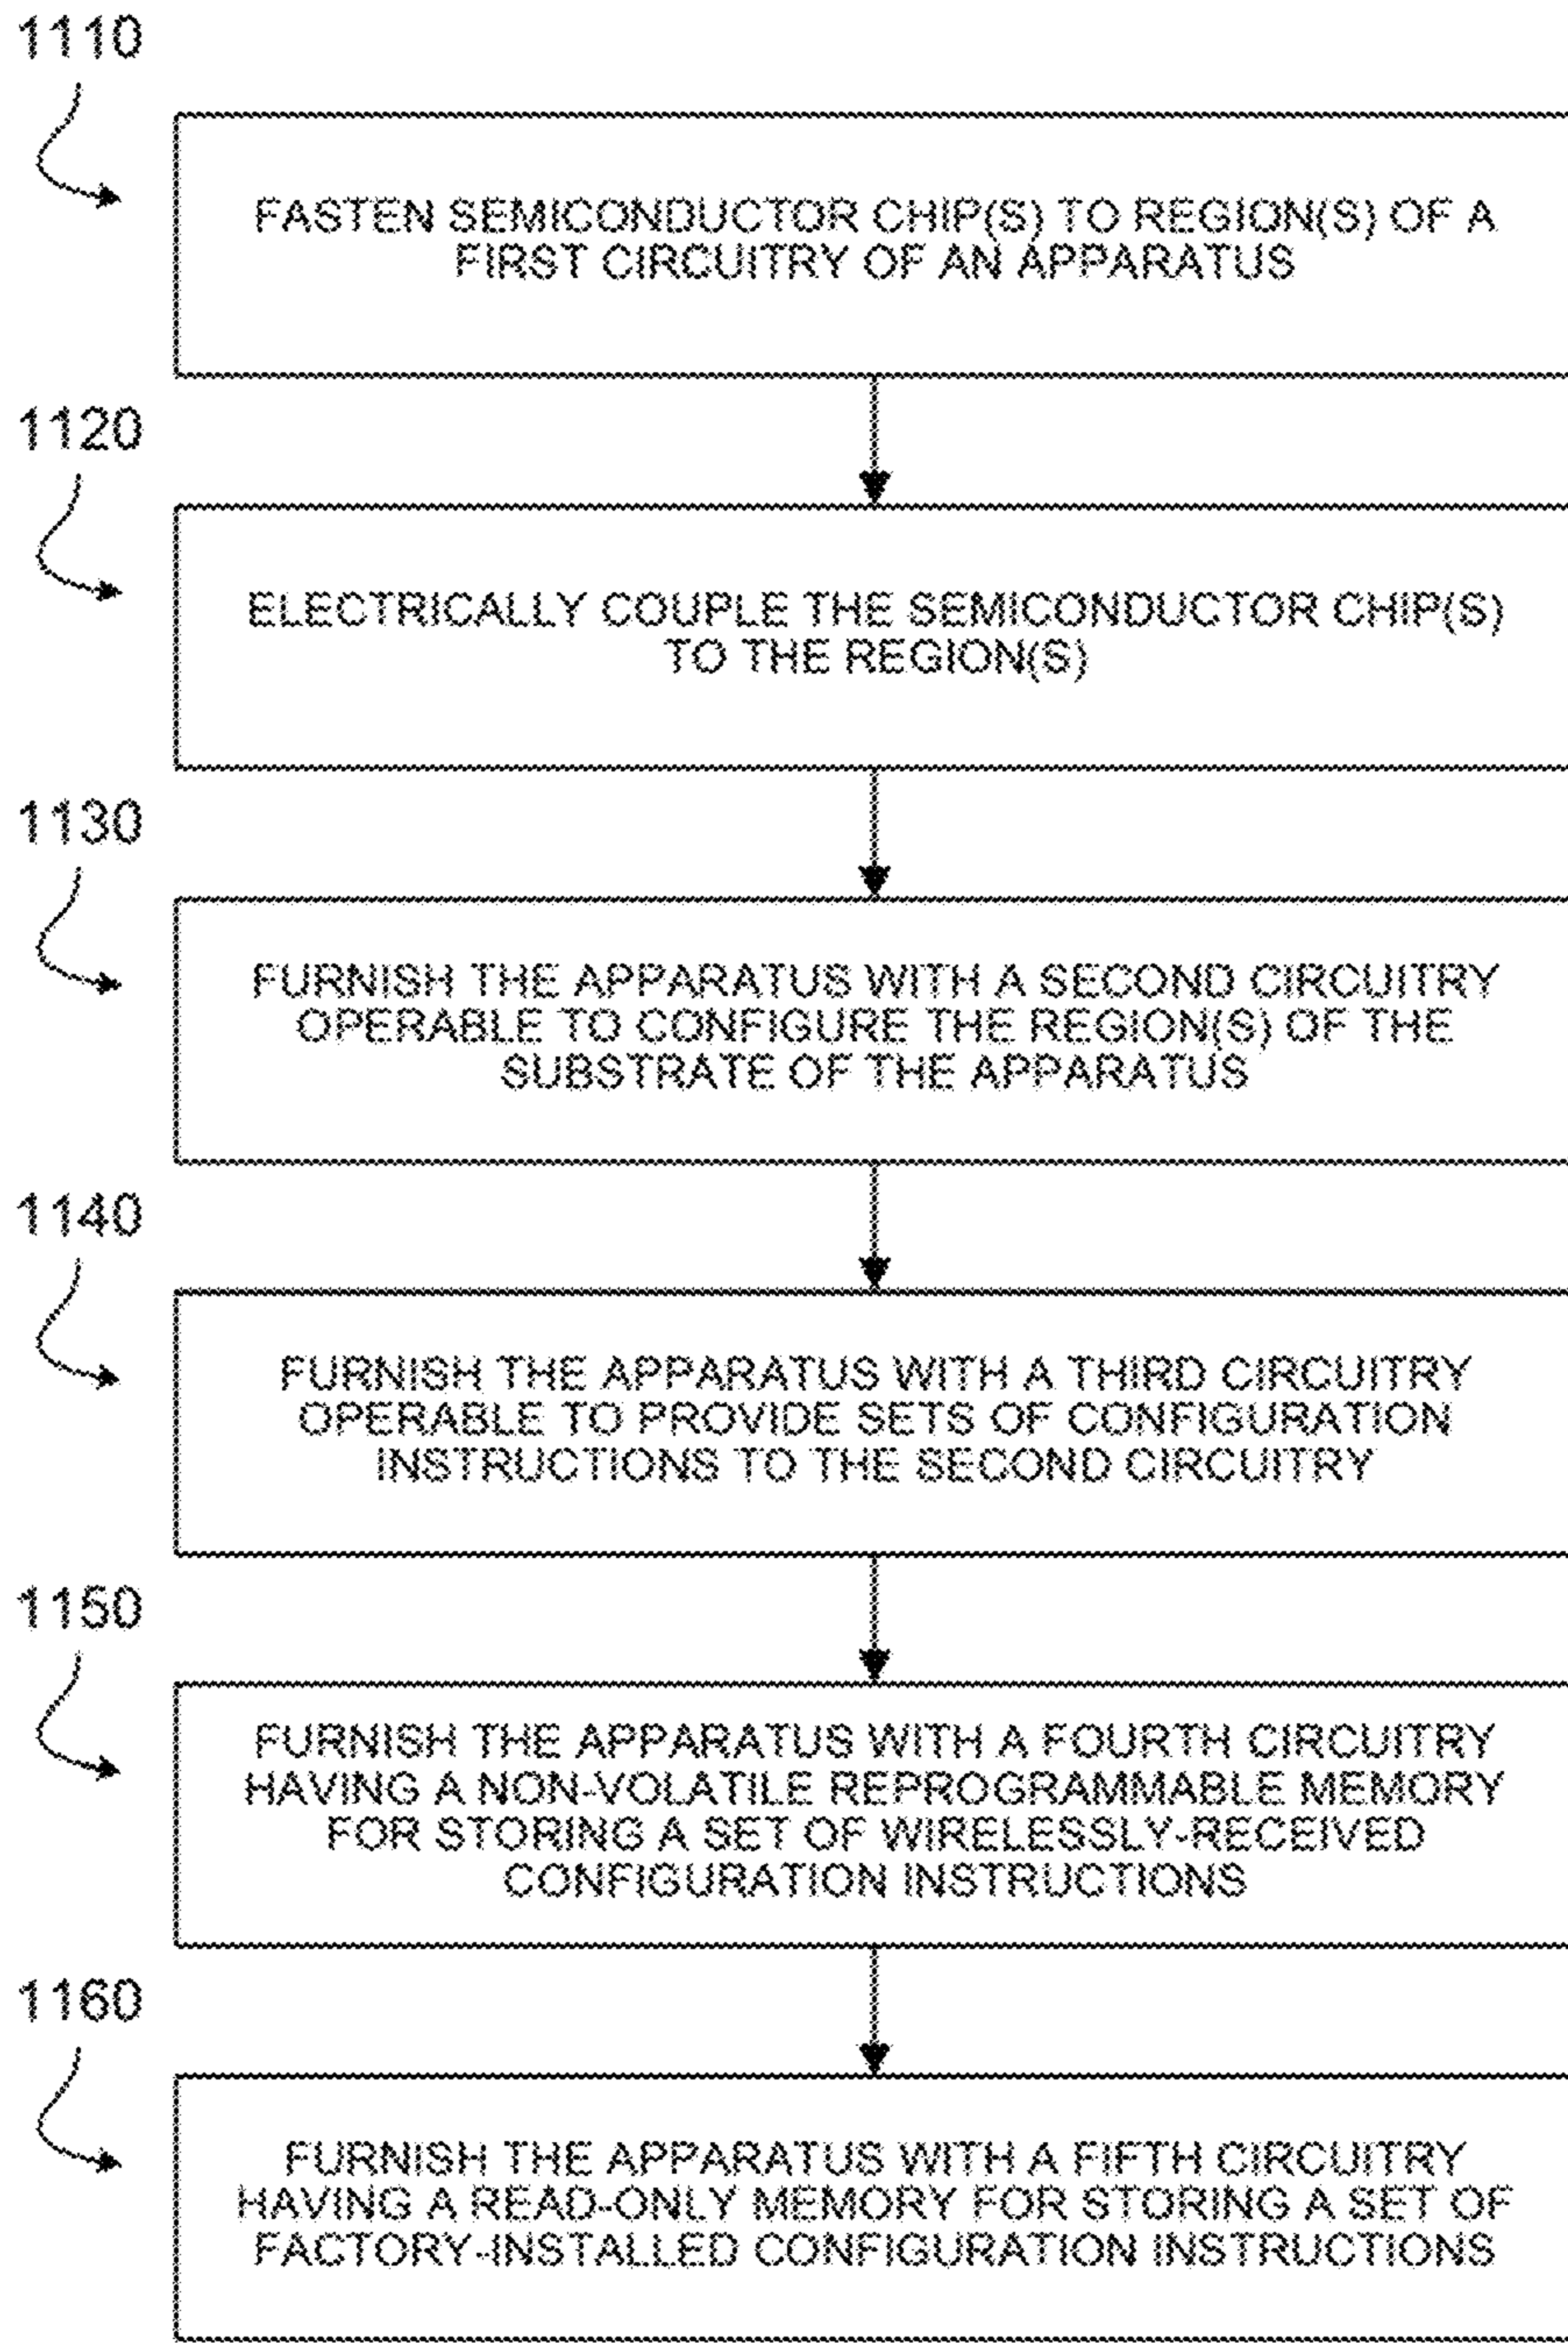 1110
FASTEN SEMICONDUCTOR CHIP(S) TO REGION(S) OF A
FIRST CIRCUITRY OF AN APPARATUS
1120
ELECTRICALLY COUPLE THE SEMICONDUCTOR CHIP(S)
TO THE REGION(S)
1130
FURNISH THE APPARATUS WITH A SECOND CIRCUITRY
OPERABLE TO CONFIGURE THE REGION(S) OF THE
SUBSTRATE OF THE APPARATUS
1140
FURNISH THE APPARATUS WITH A THIRD CIRCUITRY
OPERABLE TO PROVIDE SETS OF CONFIGURATION
INSTRUCTIONS TO THE SECOND CIRCUITRY
1150
FURNISH THE APPARATUS WITH A FOURTH CIRCUITRY
HAVING A NON-VOLATILE REPROGRAMMABLE MEMORY
FOR STORING A SET OF WIRELESSLY-RECEIVED
CONFIGURATION INSTRUCTIONS
1160
FURNISH THE APPARATUS WITH A FIFTH CIRCUITRY
HAVING A READ-ONLY MEMORY FOR STORING A SET OF
FACTORY-INSTALLED CONFIGURATION INSTRUCTIONS